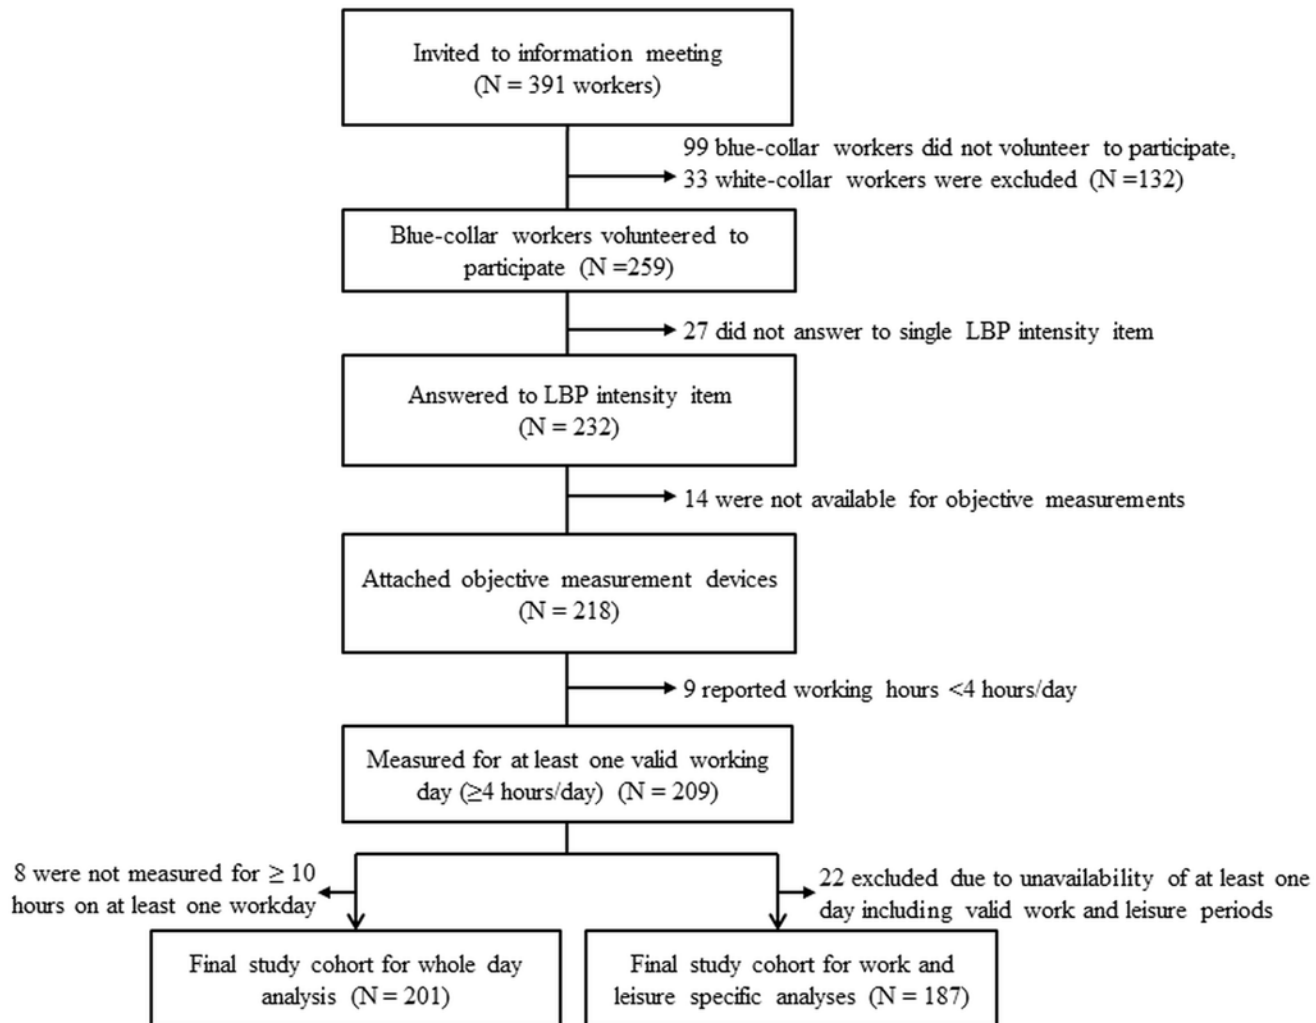 Invited to information meeting
(N = 391 workers)
99 blue-collar workers did not volunteer to participate,
33 white-collar workers were excluded (N =132)
Blue-collar workers volunteered to
participate (N =259)
27 did not answer to single LBP intensity item
Answered to LBP intensity item
(N = 232)
14 were not available for objective measurements
Attached objective measurement devices
(N = 218)
9 reported working hours <4 hours/day
Measured for at least one valid working
day (≥4 hours/day) (N = 209)
8 were not measured for ≥ 10
hours on at least one workday
22 excluded due to unavailability of at least one
day including valid work and leisure periods
Final study cohort for whole day
analysis (N = 201)
Final study cohort for work and
leisure specific analyses (N = 187)